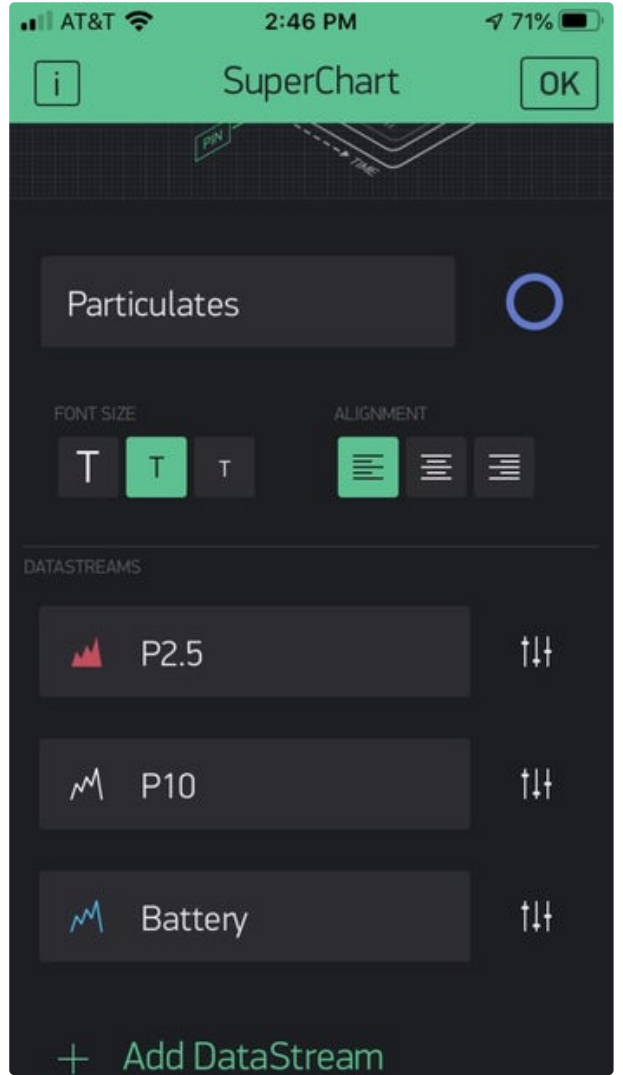 AT&T 2:46 PM 71%
i SuperChart OK
PIN
TIME
Particulates
FONT SIZE ALIGNMENT
T T T
DATASTREAMS
P2.5
P10
Battery
+ Add DataStream